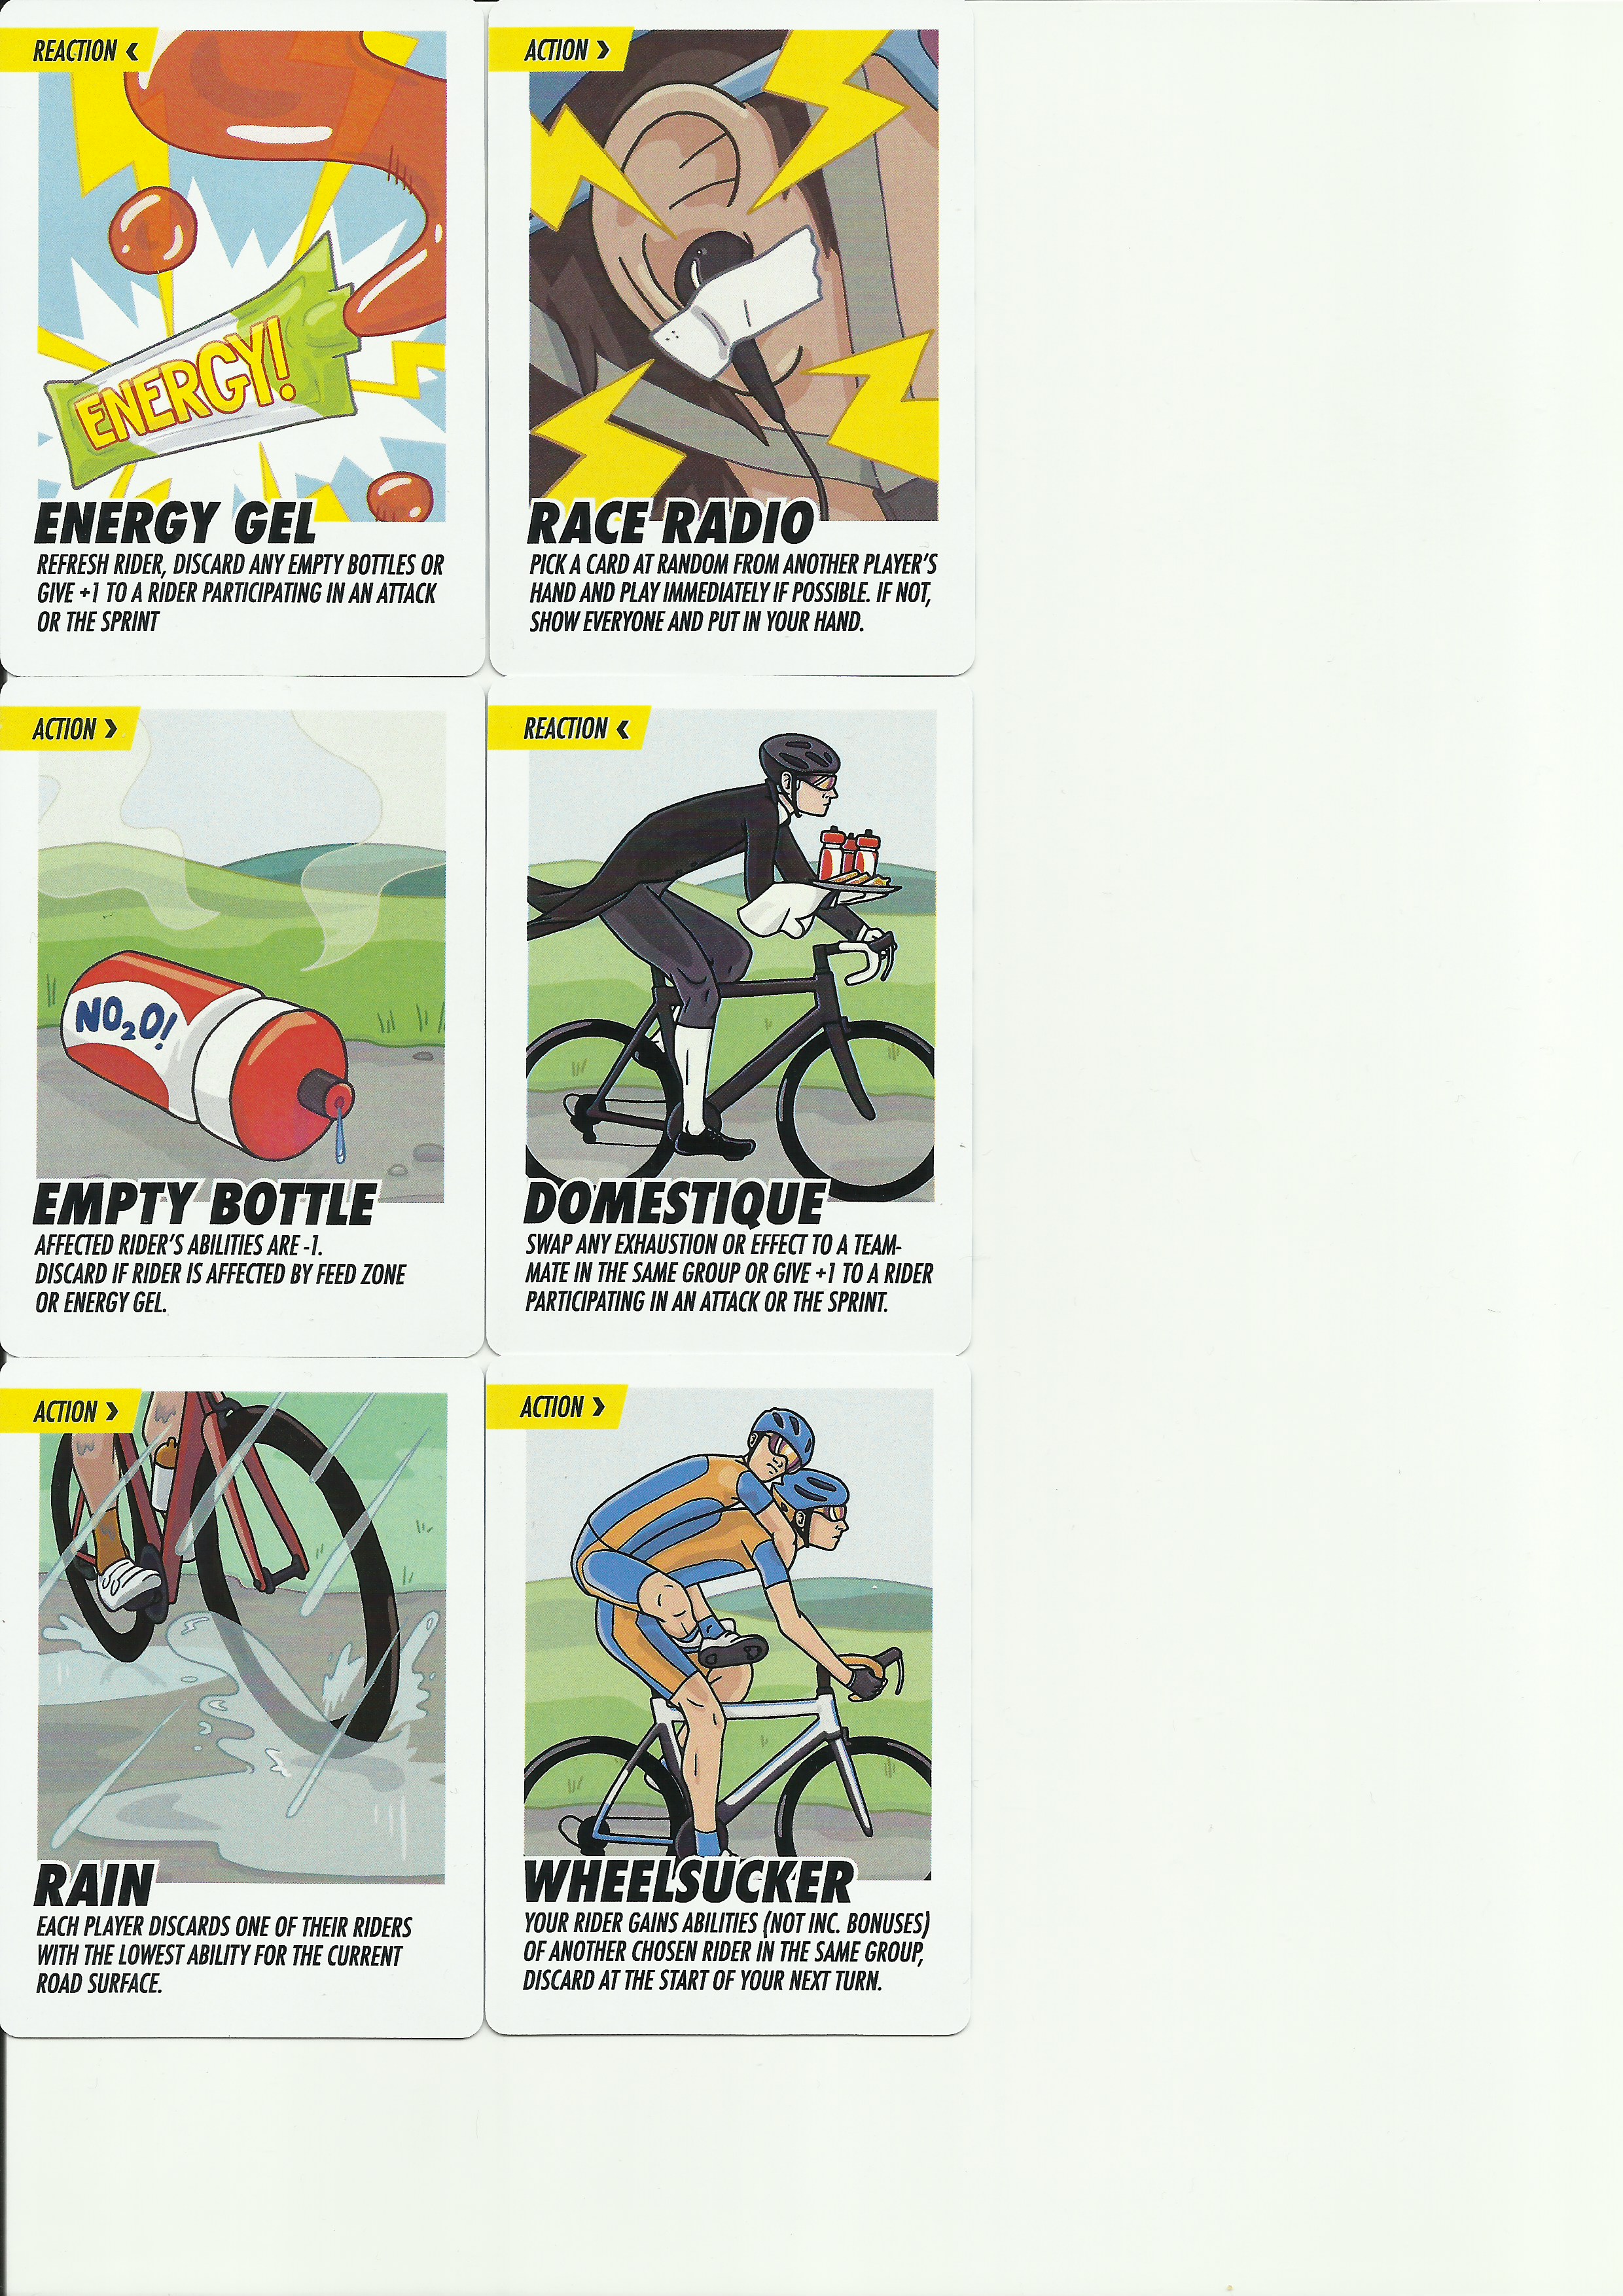 REACTION <
ENERGY!
ENERGY GEL
REFRESH RIDER, DISCARD ANY EMPTY BOTTLES OR
GIVE +1 TO A RIDER PARTICIPATING IN AN ATTACK
OR THE SPRINT
ACTION >
RACE RADIO
PICK A CARD AT RANDOM FROM ANOTHER PLAYER'S
HAND AND PLAY IMMEDIATELY IF POSSIBLE. IF NOT,
SHOW EVERYONE AND PUT IN YOUR HAND.
ACTION >
NO₂O!
EMPTY BOTTLE
AFFECTED RIDER'S ABILITIES ARE -1.
DISCARD IF RIDER IS AFFECTED BY FEED ZONE
OR ENERGY GEL.
REACTION <
DOMESTIQUE
SWAP ANY EXHAUSTION OR EFFECT TO A TEAM-
MATE IN THE SAME GROUP OR GIVE +1 TO A RIDER
PARTICIPATING IN AN ATTACK OR THE SPRINT.
ACTION >
RAIN
EACH PLAYER DISCARDS ONE OF THEIR RIDERS
WITH THE LOWEST ABILITY FOR THE CURRENT
ROAD SURFACE.
ACTION >
WHEELSUCKER
YOUR RIDER GAINS ABILITIES (NOT INC. BONUSES)
OF ANOTHER CHOSEN RIDER IN THE SAME GROUP,
DISCARD AT THE START OF YOUR NEXT TURN.